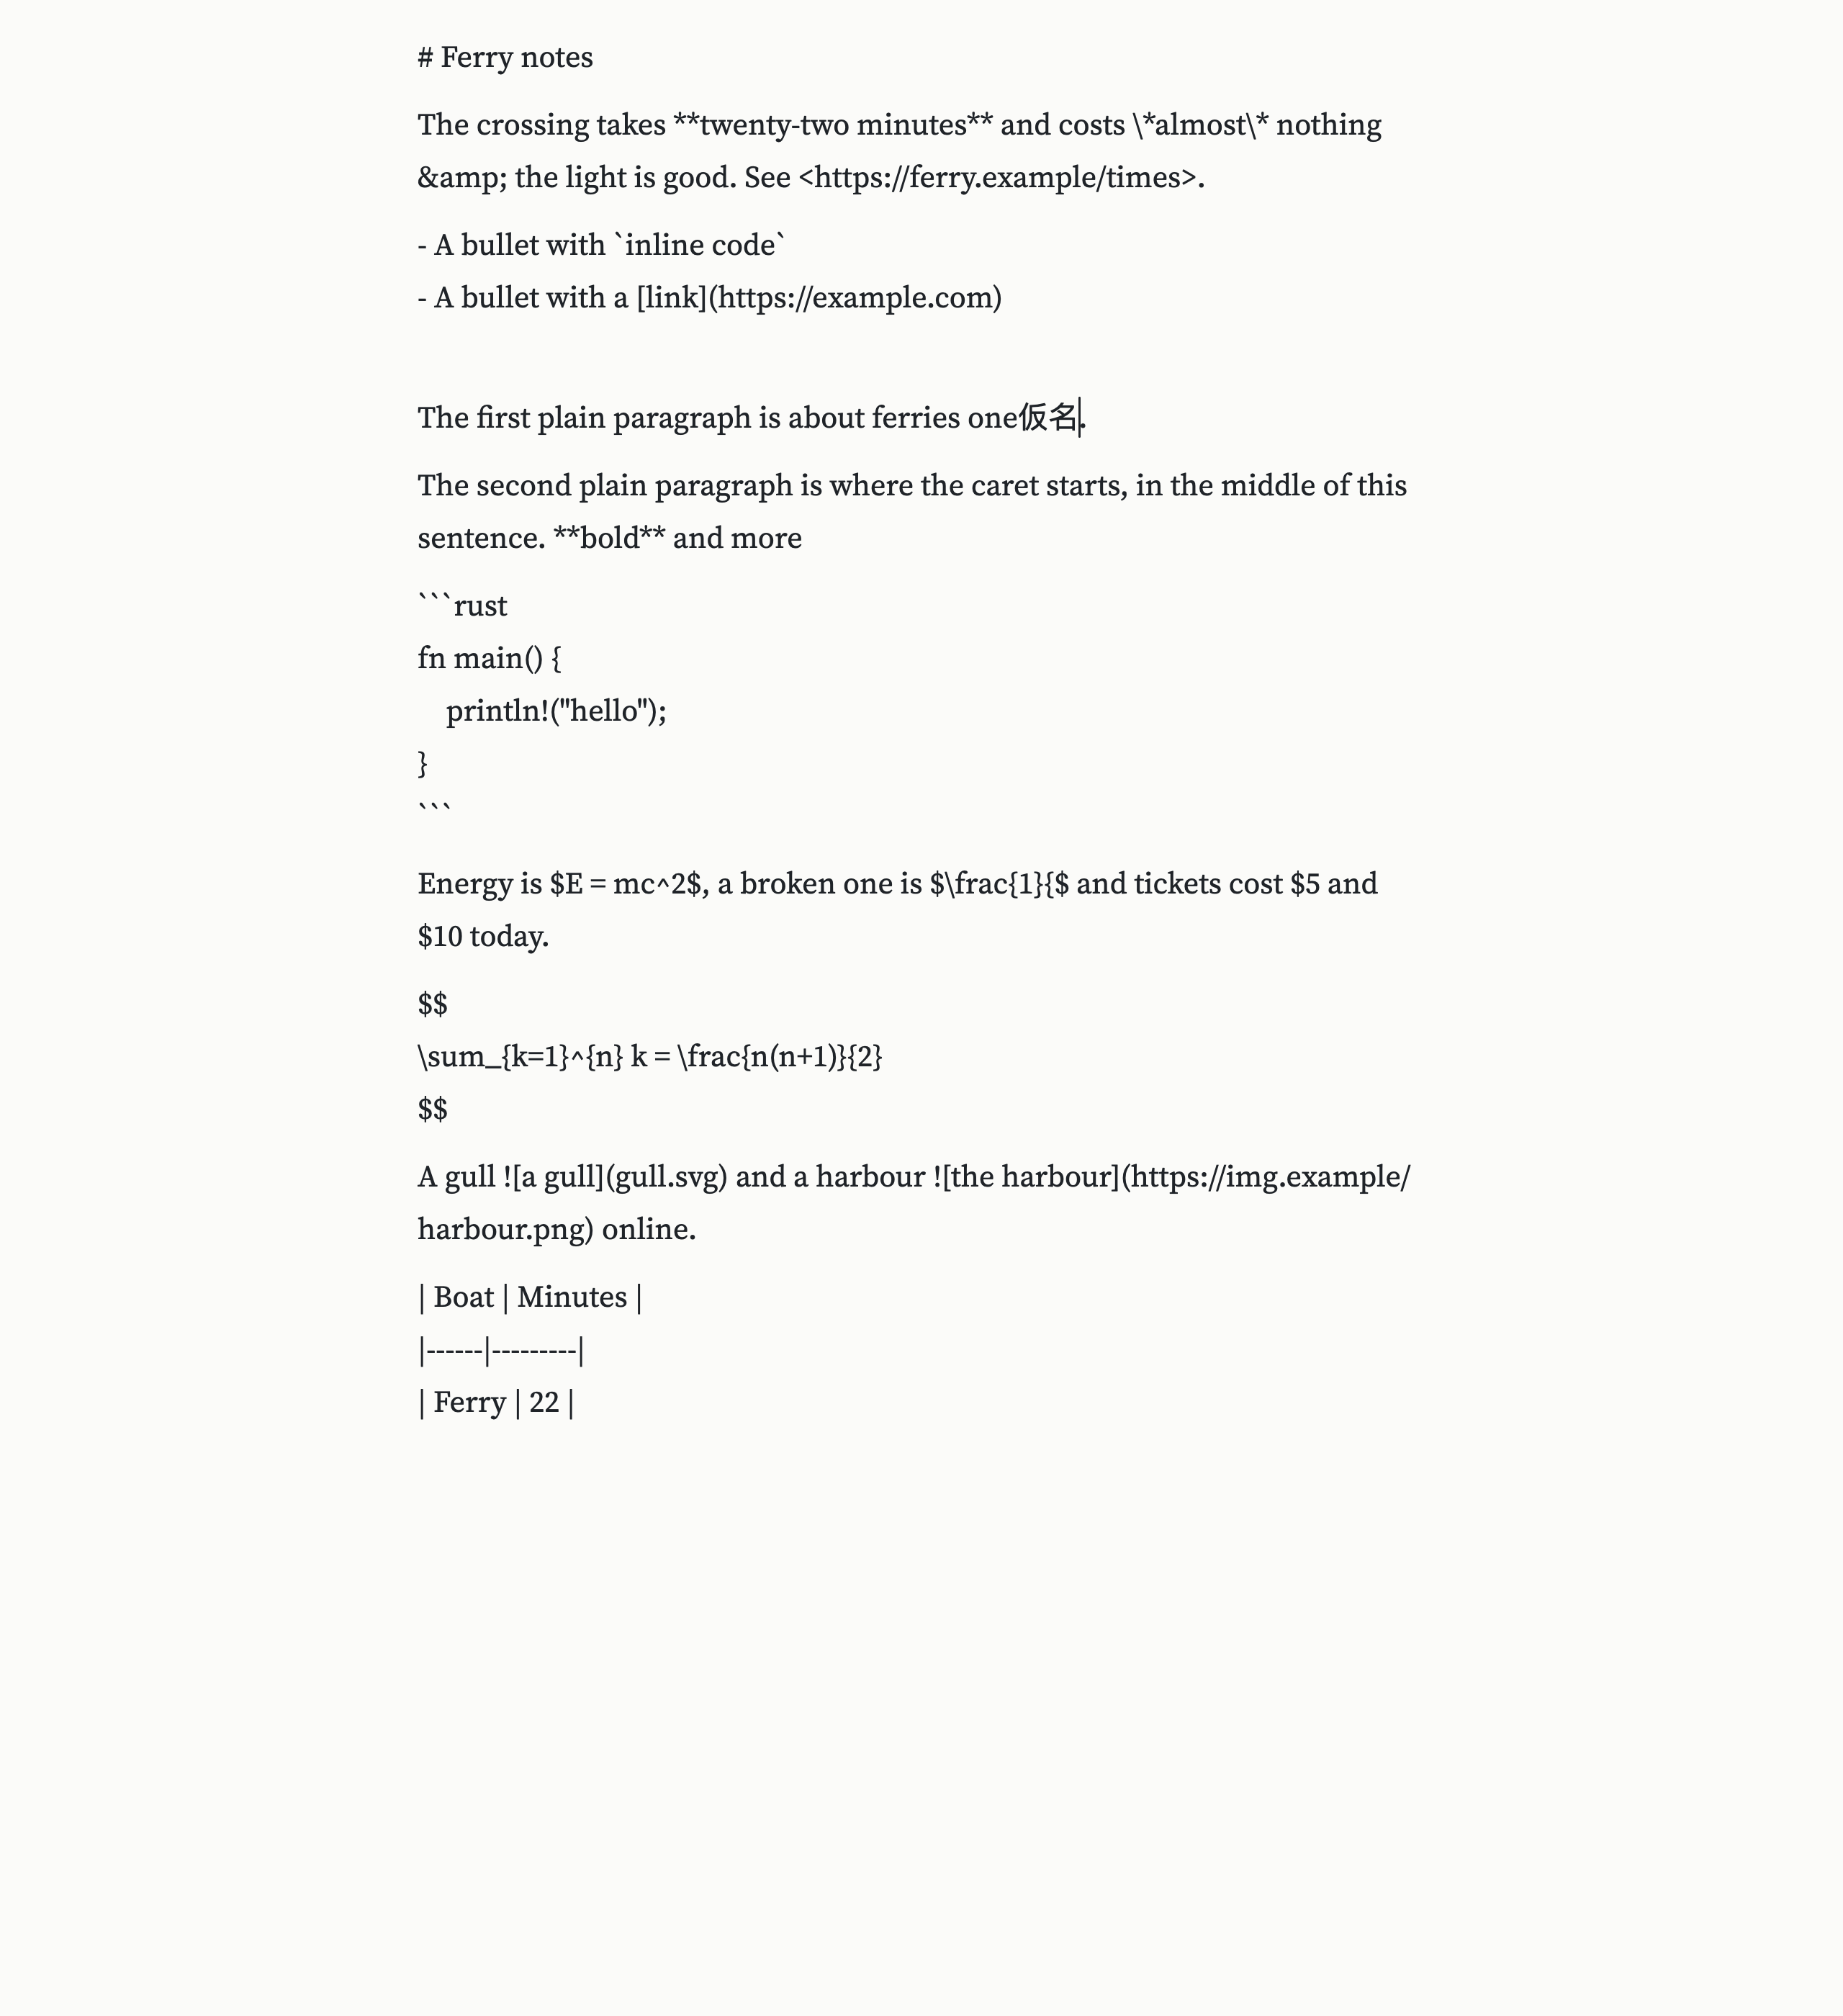 # Ferry notes
The crossing takes **twenty-two minutes** and costs \*almost\* nothing
&amp; the light is good. See <https://ferry.example/times>.
- A bullet with `inline code`
- A bullet with a [link](https://example.com)
The first plain paragraph is about ferries one仮名.
The second plain paragraph is where the caret starts, in the middle of this
sentence. **bold** and more
```rust
fn main() {
    println!("hello");
}
```
Energy is $E = mc^2$, a broken one is $\frac{1}{$ and tickets cost $5 and
$10 today.
$$
\sum_{k=1}^{n} k = \frac{n(n+1)}{2}
$$
A gull ![a gull](gull.svg) and a harbour ![the harbour](https://img.example/
harbour.png) online.
| Boat | Minutes |
|------|---------|
| Ferry | 22 |